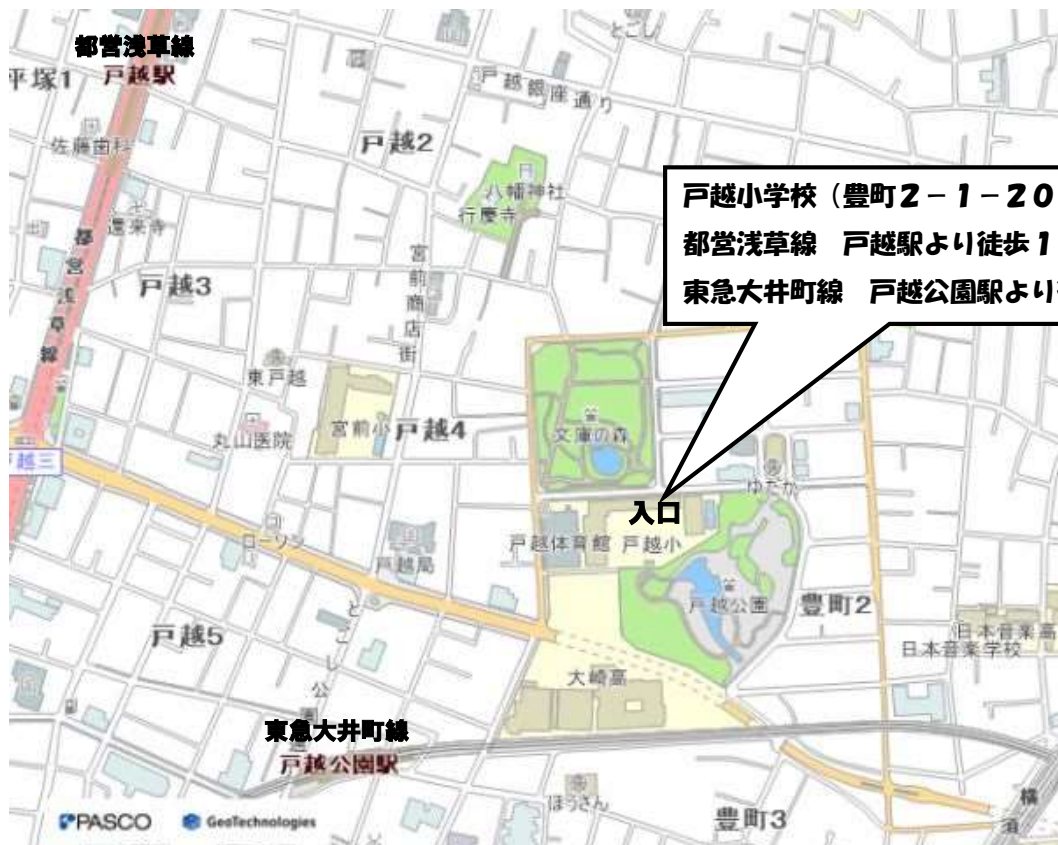 とごし
都営浅草線
戸越駅
平塚1
戸越銀座通り
佐藤歯科
戸越2
八幡神社
行慶寺
還来寺
都営浅草線
戸越3
宮前商店街
戸越小学校（豊町2－1－20
都営浅草線　戸越駅より徒歩1
東急大井町線　戸越公園駅より
東戸越
丸山医院
宮前小
戸越4
文庫の森
ゆたか
越三
入口
ローソン
戸越局
戸越体育館
戸越小
戸越公園
豊町2
とごし公園
戸越5
日本音楽高
日本音楽学校
大崎高
東急大井町線
戸越公園駅
ほうさん
豊町3
横須
PASCO
GeoTechnologies